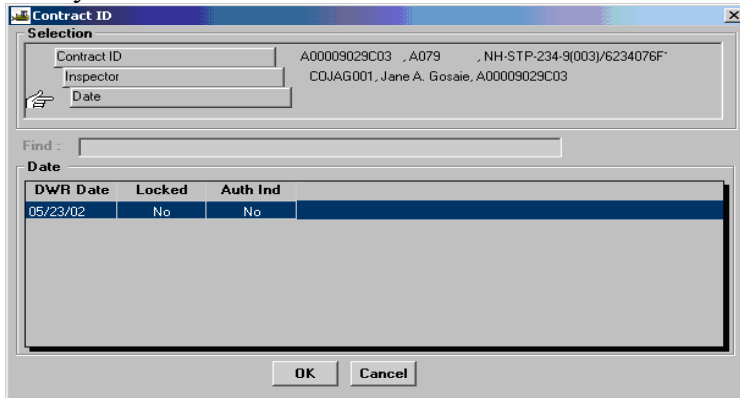 Contract ID
Selection
Contract ID A00009029C03 , A079 , NH-STP-234-9(003)/6234076F
Inspector COJAG001, Jane A. Gosaie, A00009029C03
Date
Find :
Date
DWR Date Locked Auth Ind
05/23/02 No No
OK Cancel